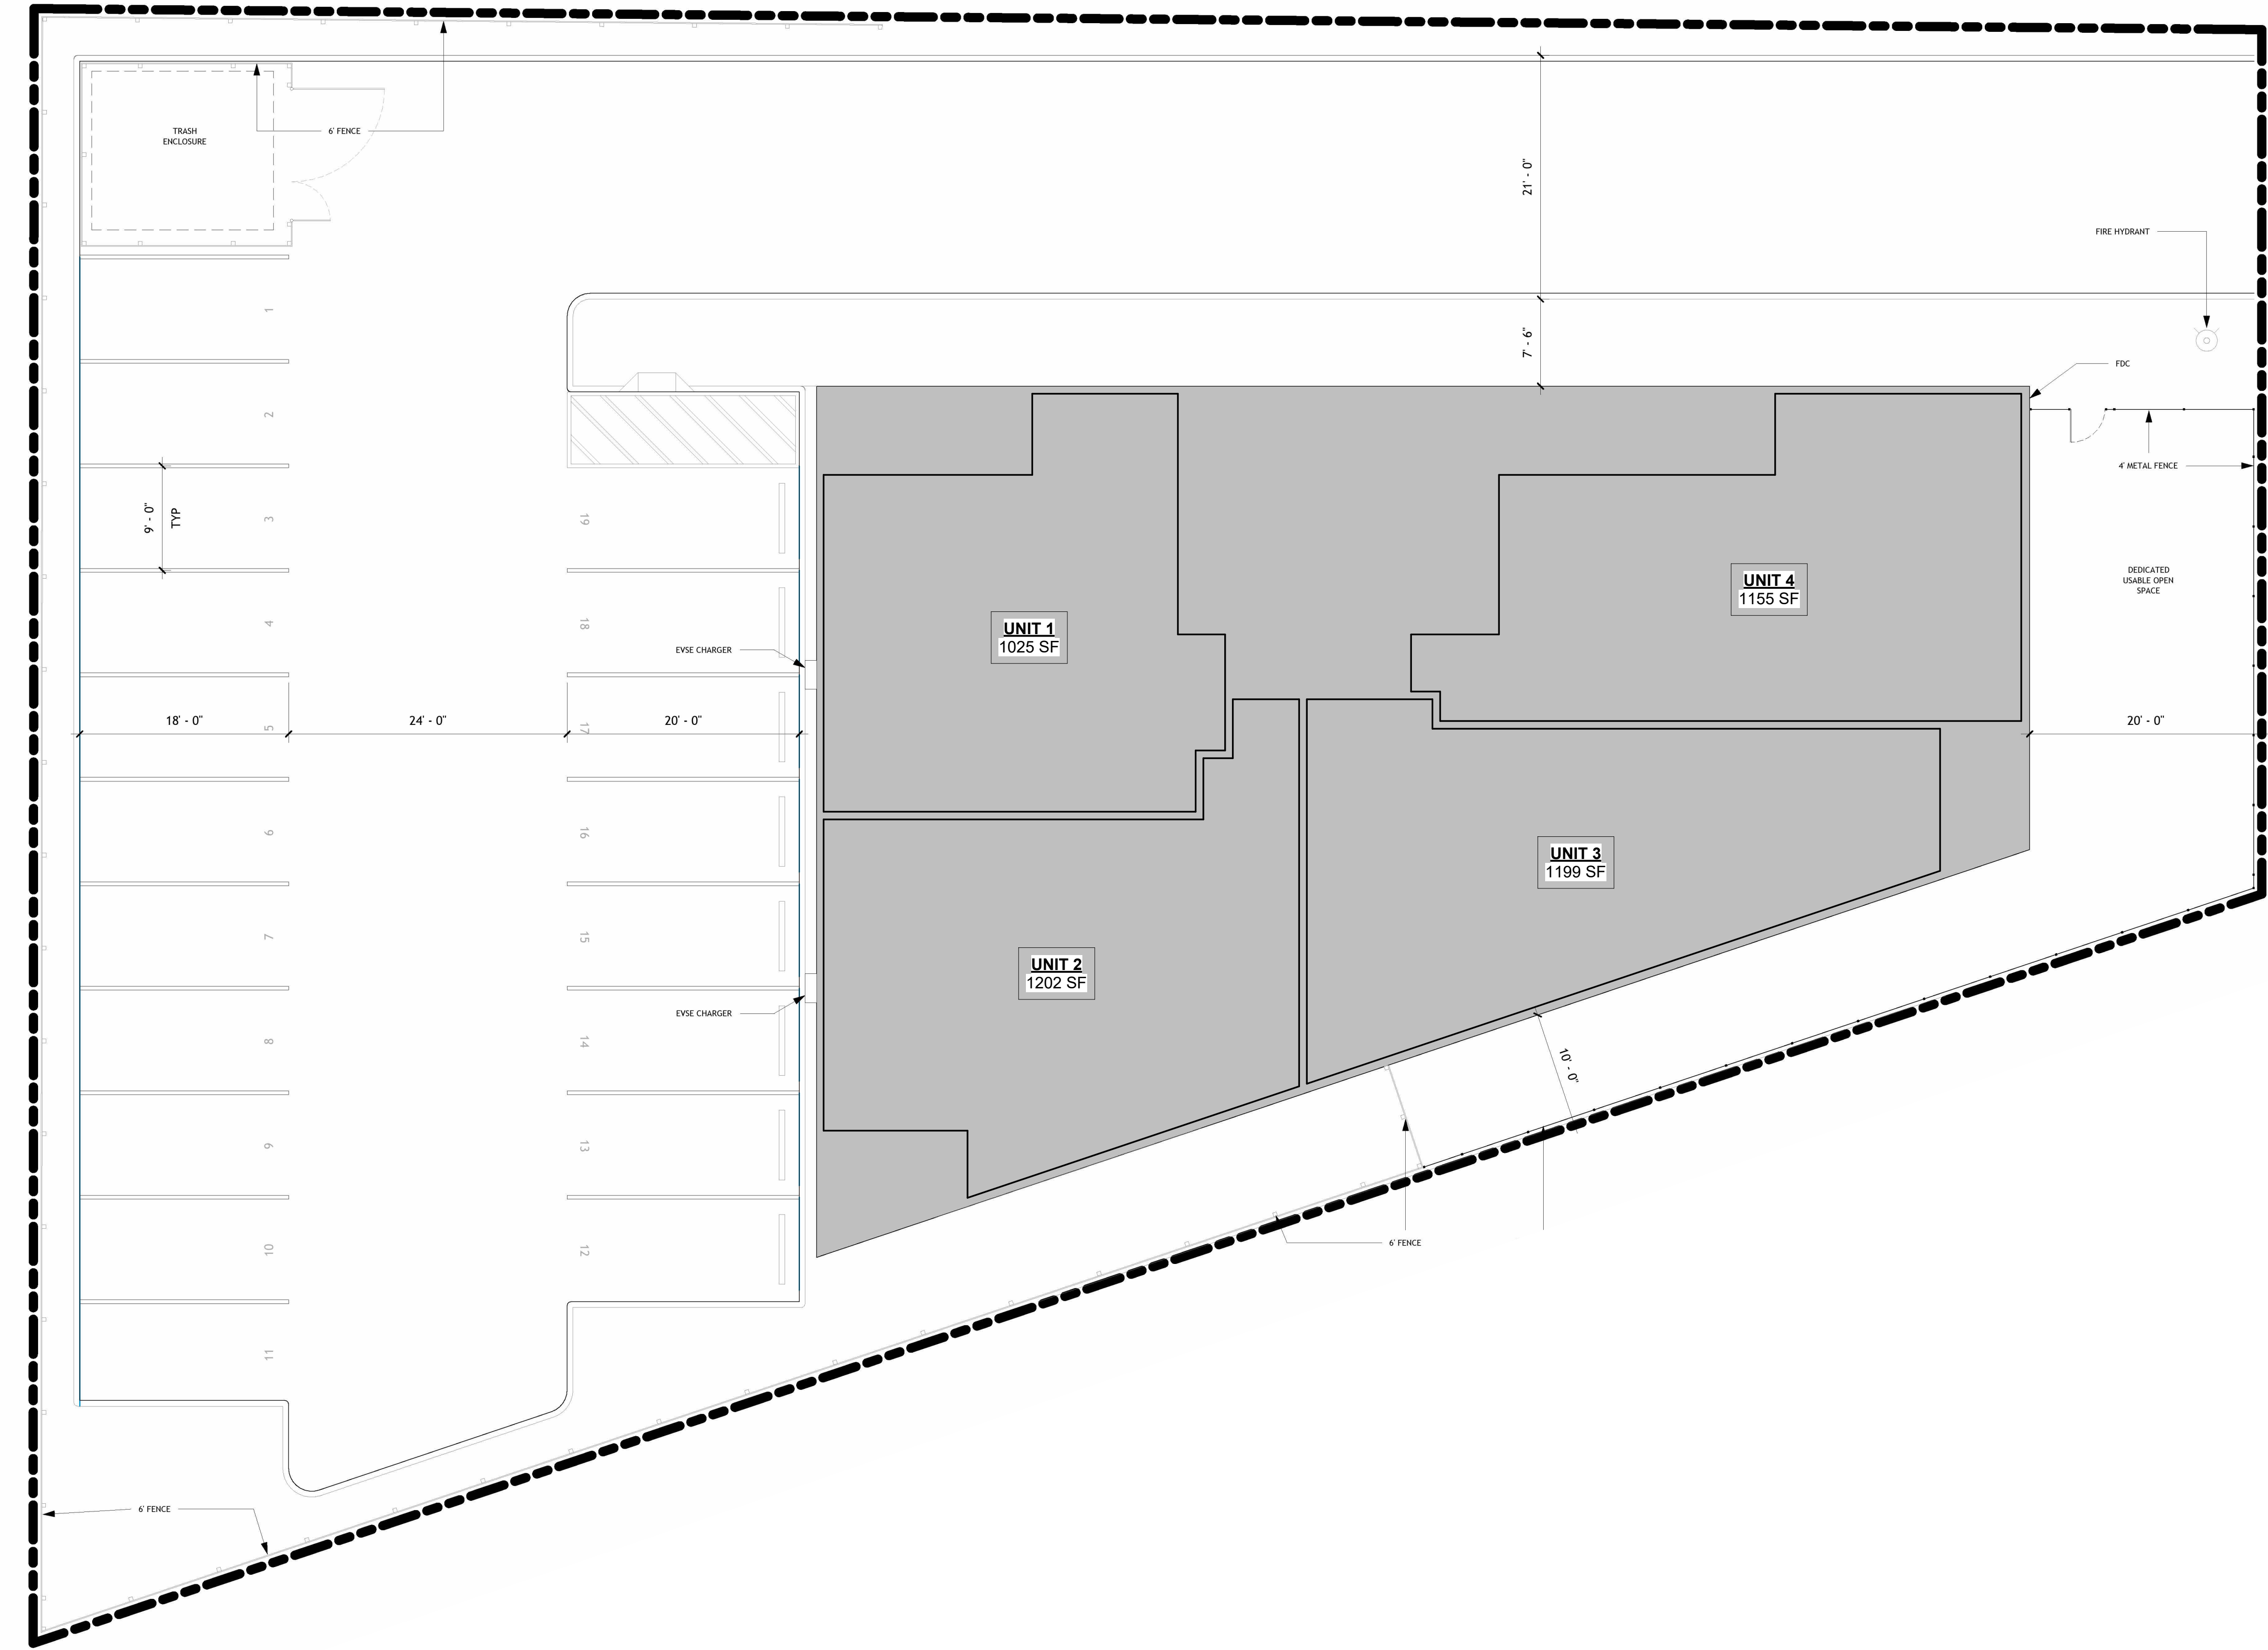 TRASH
ENCLOSURE
6' FENCE
21' - 0"
FIRE HYDRANT
7' - 6"
FDC
1
2
4' METAL FENCE
9' - 0"
TYP
3
19
DEDICATED
USABLE OPEN
SPACE
UNIT 4
1155 SF
4
18
UNIT 1
1025 SF
EVSE CHARGER
18' - 0"
24' - 0"
20' - 0"
20' - 0"
5
17
6
16
UNIT 3
1199 SF
7
15
UNIT 2
1202 SF
EVSE CHARGER
8
14
10' - 0"
9
13
10
12
6' FENCE
11
6' FENCE